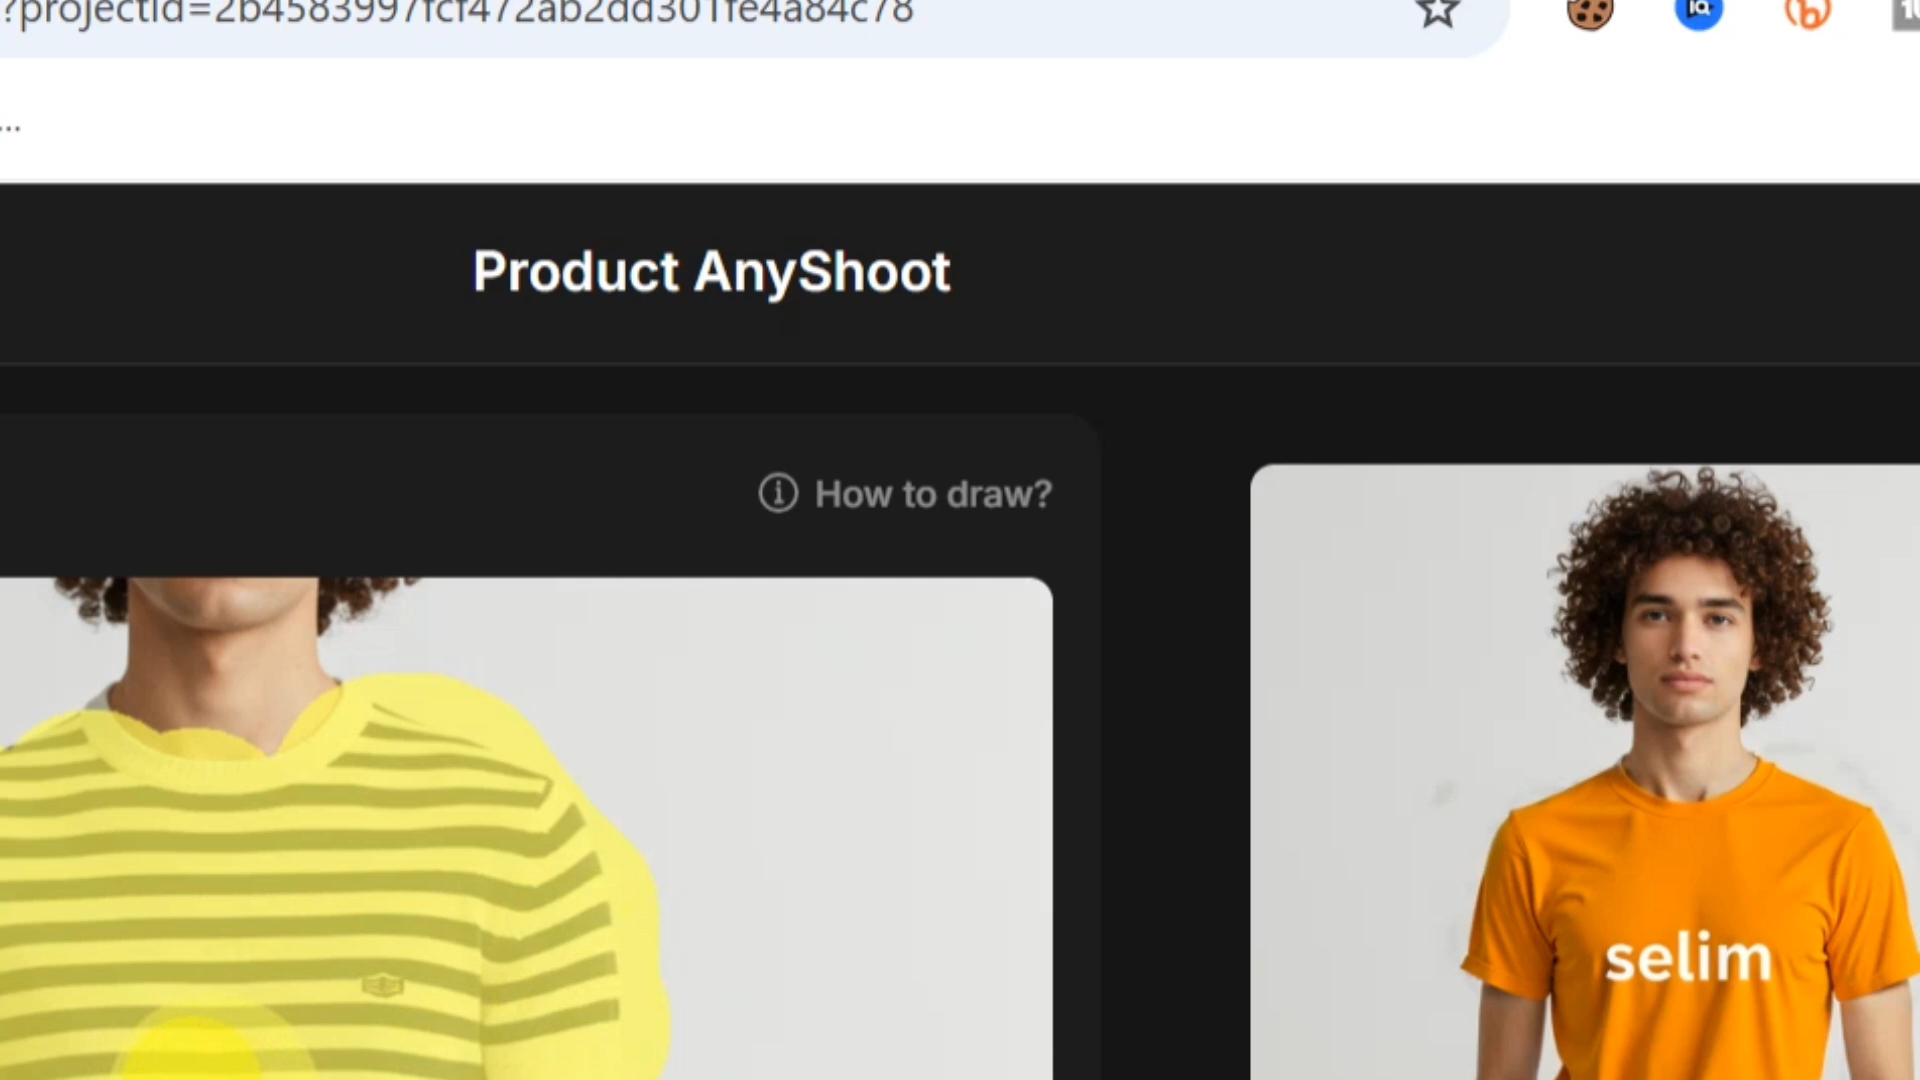 ?projectId=2b4583997fcf472ab2dd301fe4a84c78
...
Product AnyShoot
How to draw?
selim